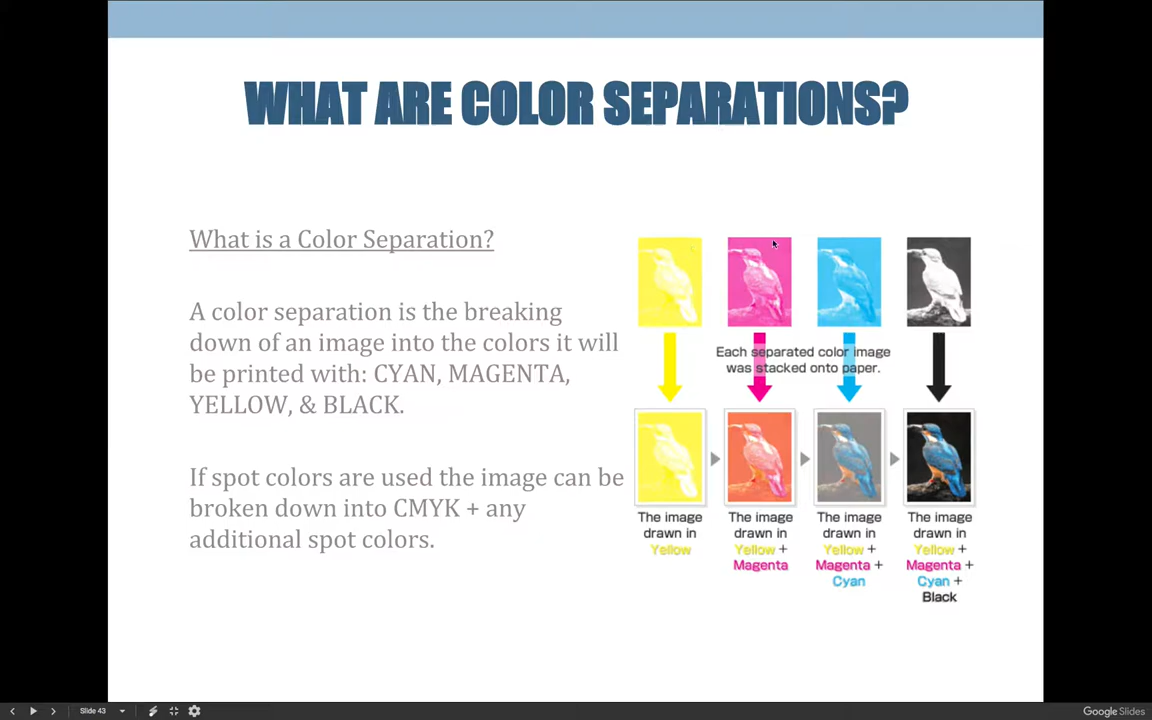 WHAT ARE COLOR SEPARATIONS?
What is a Color Separation?
A color separation is the breaking
down of an image into the colors it will
be printed with: CYAN, MAGENTA,
YELLOW, & BLACK.
If spot colors are used the image can be
broken down into CMYK + any
additional spot colors.
Each separated color image
was stacked onto paper.
The image
drawn in
Yellow
The image
drawn in
Yellow +
Magenta
The image
drawn in
Yellow +
Magenta +
Cyan
The image
drawn in
Yellow +
Magenta +
Cyan +
Black
Slide 43
Google Slides